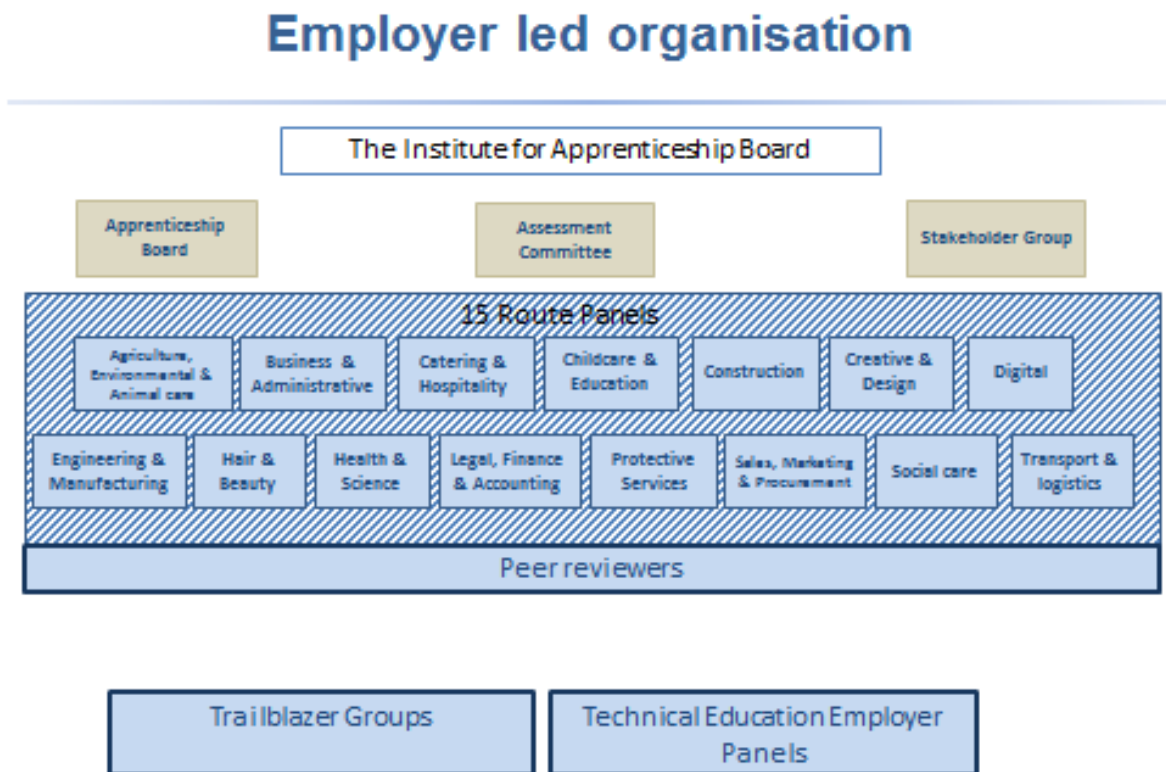 Employer led organisation
The Institute for Apprenticeship Board
Apprenticeship
Board
Assessment
Committee
Stakeholder Group
15 Route Panels
Agriculture,
Environmental &
Animal care
Business &
Administrative
Catering &
Hospitality
Childcare &
Education
Construction
Creative &
Design
Digital
Engineering &
Manufacturing
Hair &
Beauty
Health &
Science
Legal, Finance
& Accounting
Protective
Services
Sales, Marketing
& Procurement
Social care
Transport &
logistics
Peer reviewers
Trailblazer Groups
Technical Education Employer
Panels